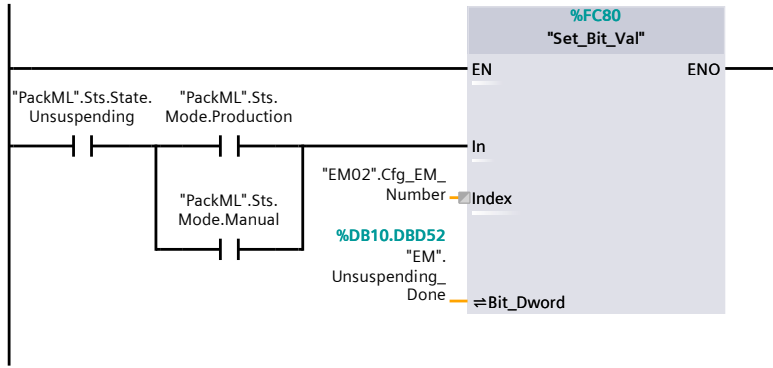 %FC80
"Set_Bit_Val"
EN
ENO
"PackML".Sts.State.
Unsuspending
"PackML".Sts.
Mode.Production
In
"EM02".Cfg_EM_
Number
Index
"PackML".Sts.
Mode.Manual
%DB10.DBD52
"EM".
Unsuspending_
Done
⇌Bit_Dword